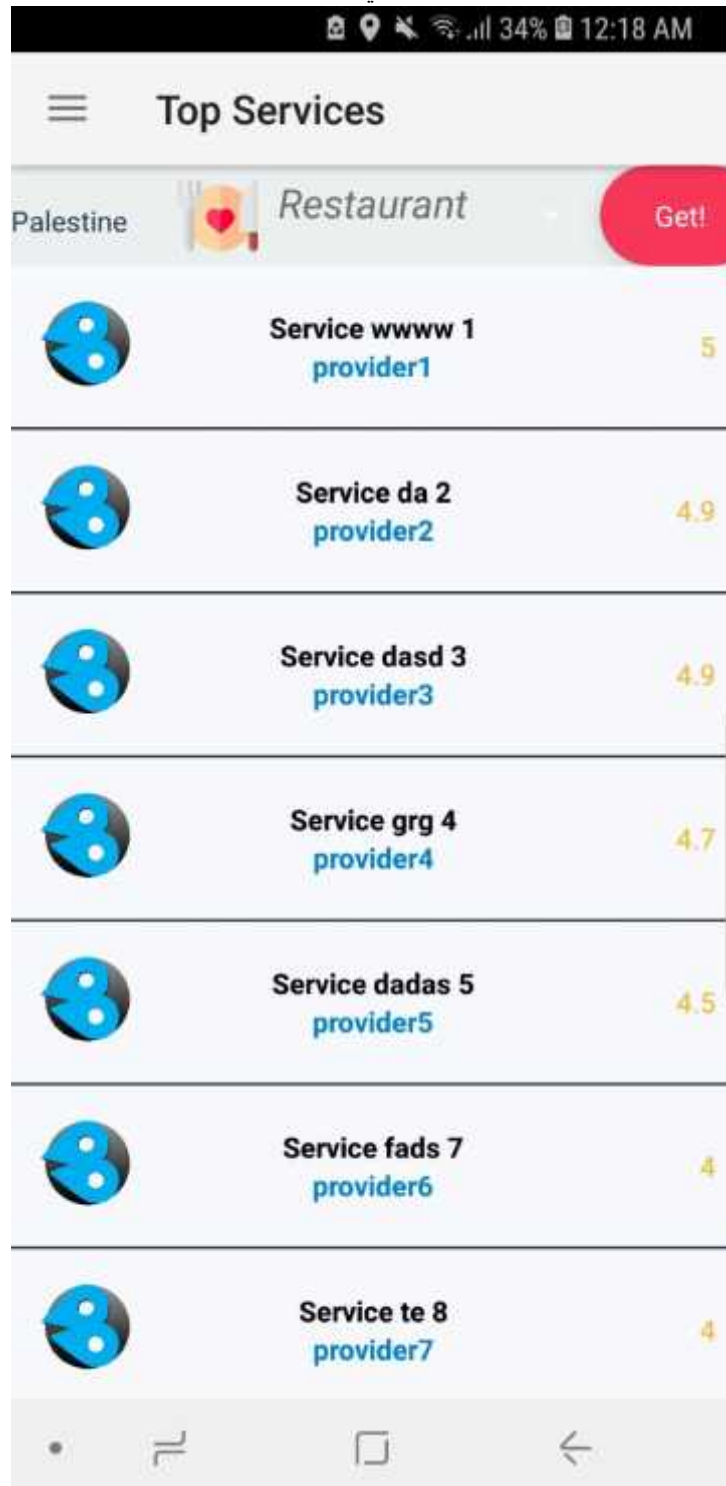 34% 12:18 AM
Top Services
Palestine Restaurant Get!
Service wwww 1
provider1 5
Service da 2
provider2 4.9
Service dasd 3
provider3 4.9
Service grg 4
provider4 4.7
Service dadas 5
provider5 4.5
Service fads 7
provider6 4
Service te 8
provider7 4